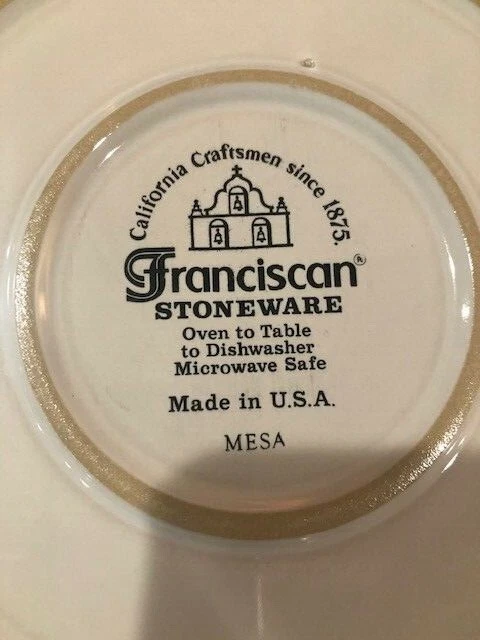 California Craftsmen since 1875.
Franciscan®
STONEWARE
Oven to Table
to Dishwasher
Microwave Safe
Made in U.S.A.
MESA